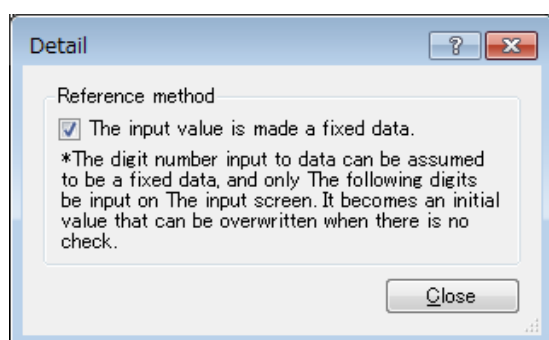 Detail
Reference method
The input value is made a fixed data.
*The digit number input to data can be assumed
to be a fixed data, and only The following digits
be input on The input screen. It becomes an initial
value that can be overwritten when there is no
check.
Close